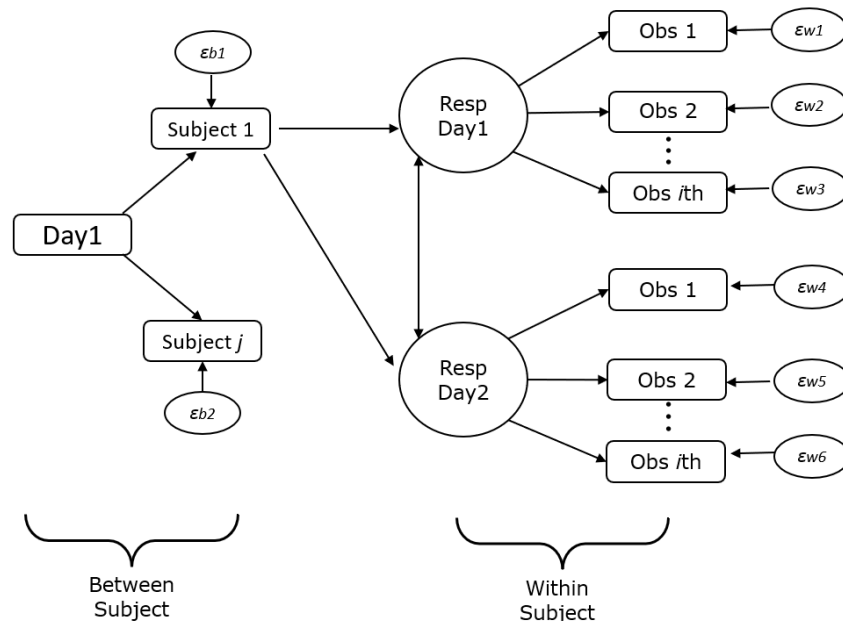 εb1
Subject 1
Day1
Subject j
εb2
Between
Subject
Resp
Day1
Obs 1
εw1
Obs 2
εw2
Obs ith
εw3
Resp
Day2
Obs 1
εw4
Obs 2
εw5
Obs ith
εw6
Within
Subject